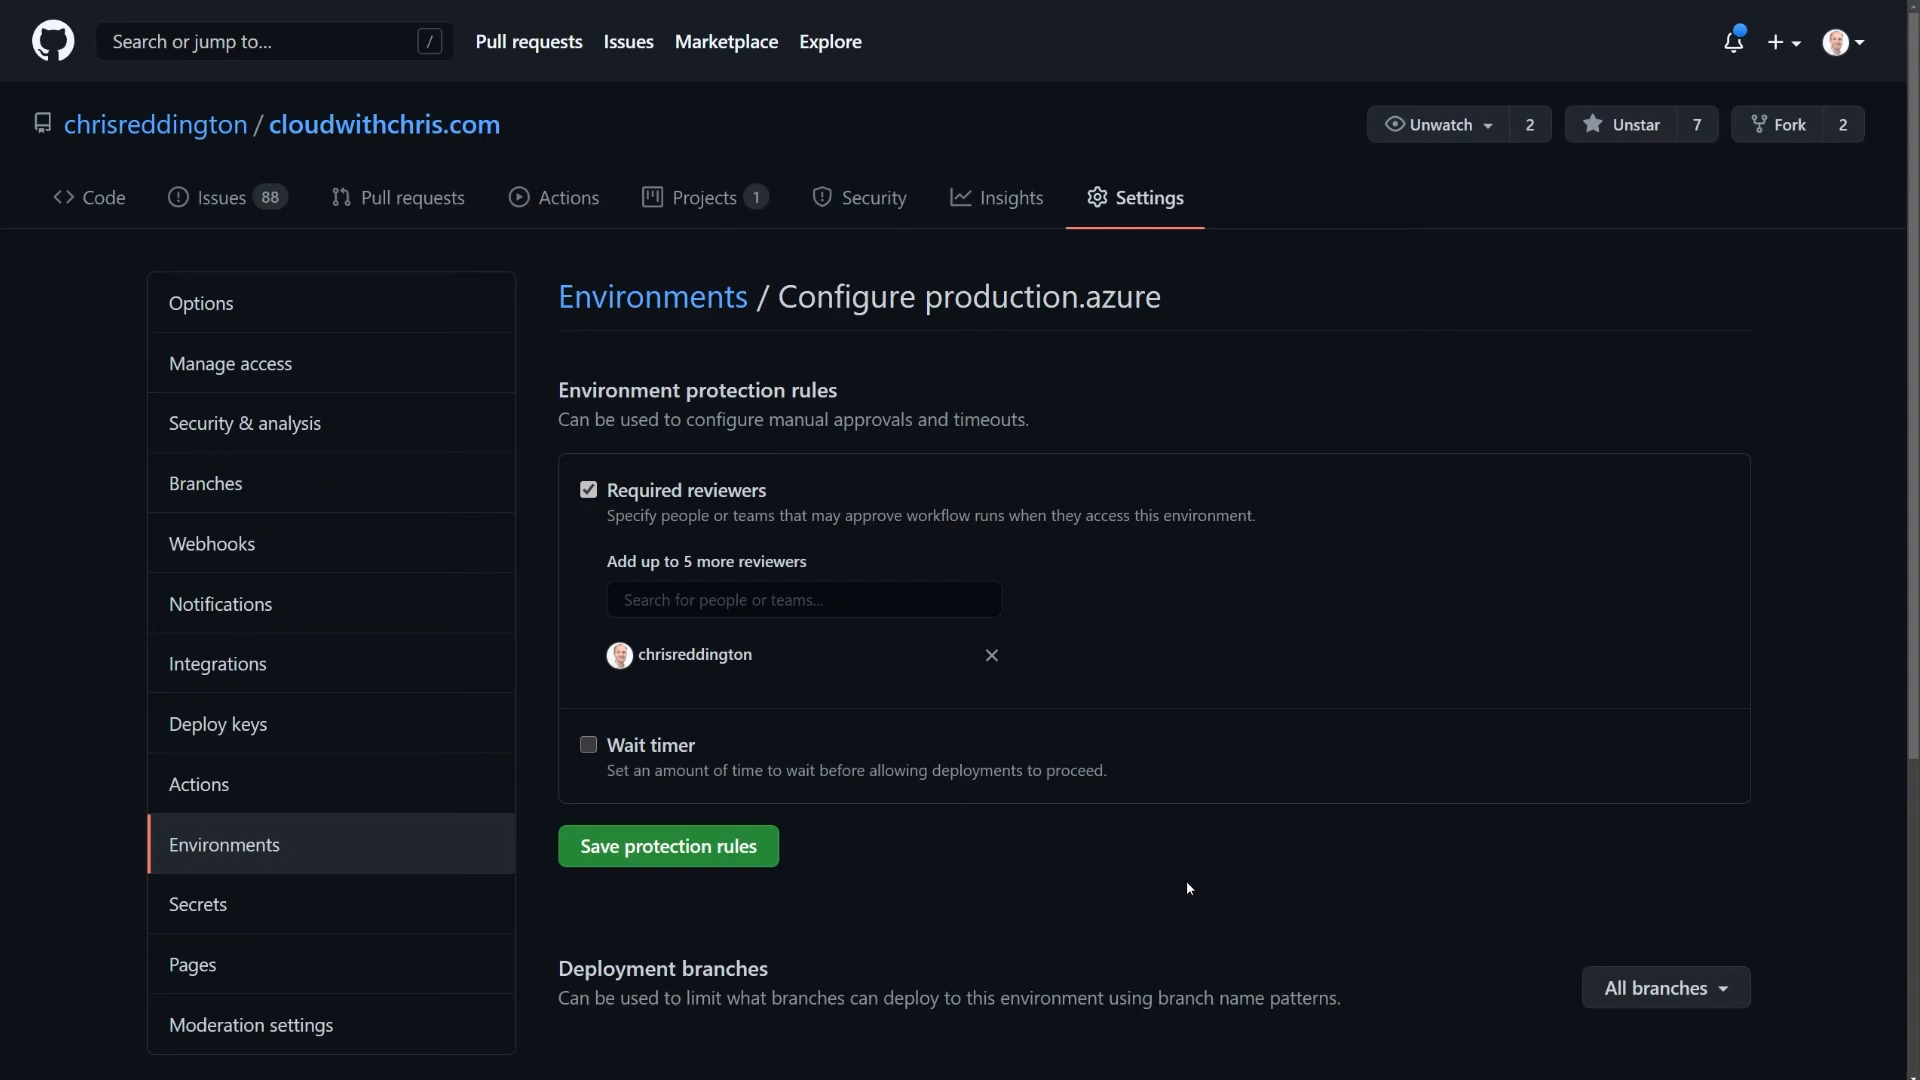 Search or jump to... /
Pull requests
Issues
Marketplace
Explore
chrisreddington / cloudwithchris.com
Unwatch 2
Unstar 7
Fork 2
Code
Issues 88
Pull requests
Actions
Projects 1
Security
Insights
Settings
Options
Manage access
Security & analysis
Branches
Webhooks
Notifications
Integrations
Deploy keys
Actions
Environments
Secrets
Pages
Moderation settings
Environments / Configure production.azure
Environment protection rules
Can be used to configure manual approvals and timeouts.
Required reviewers
Specify people or teams that may approve workflow runs when they access this environment.
Add up to 5 more reviewers
Search for people or teams...
chrisreddington
Wait timer
Set an amount of time to wait before allowing deployments to proceed.
Save protection rules
Deployment branches
Can be used to limit what branches can deploy to this environment using branch name patterns.
All branches